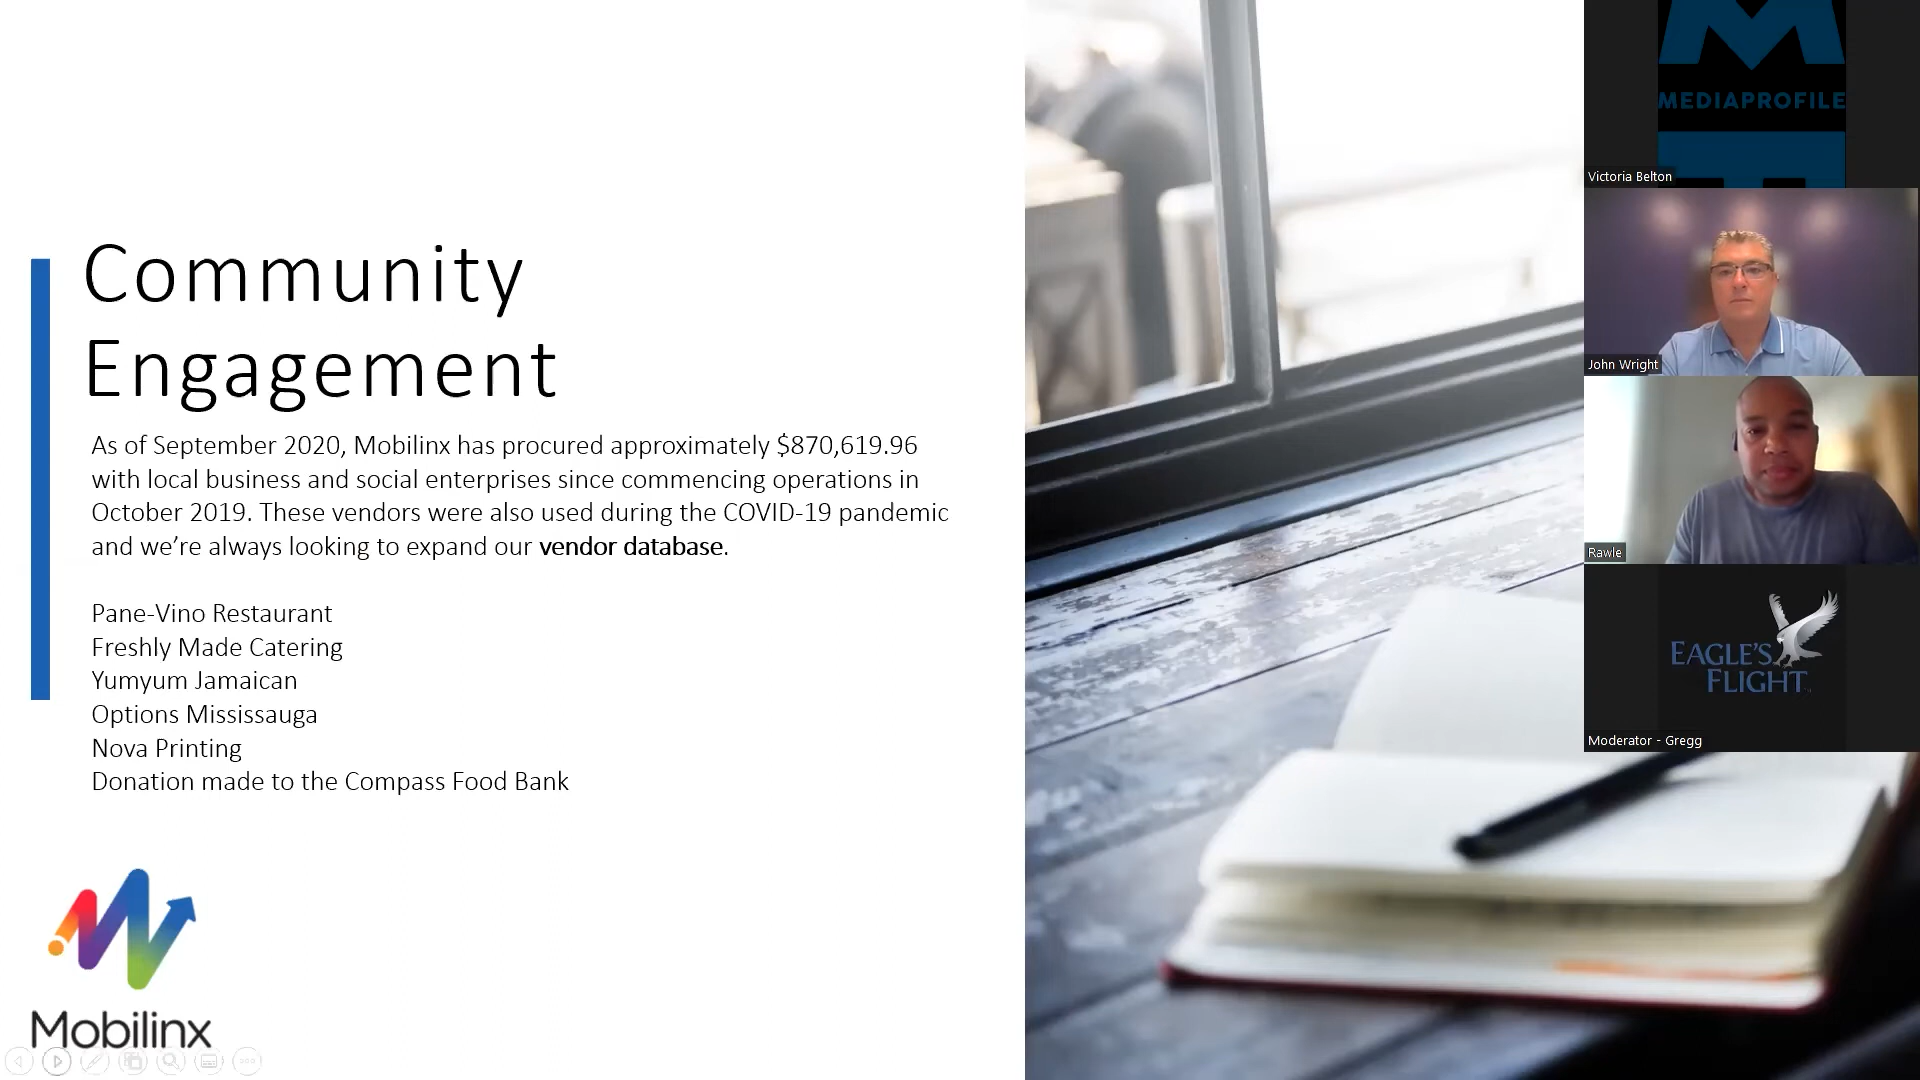 Community
Engagement
As of September 2020, Mobilinx has procured approximately $870,619.96
with local business and social enterprises since commencing operations in
October 2019. These vendors were also used during the COVID-19 pandemic
and we’re always looking to expand our vendor database.
Pane-Vino Restaurant
Freshly Made Catering
Yumyum Jamaican
Options Mississauga
Nova Printing
Donation made to the Compass Food Bank
Mobilinx
MEDIAPROFILE
Victoria Belton
John Wright
Rawle
EAGLE'S
FLIGHT
Moderator - Gregg